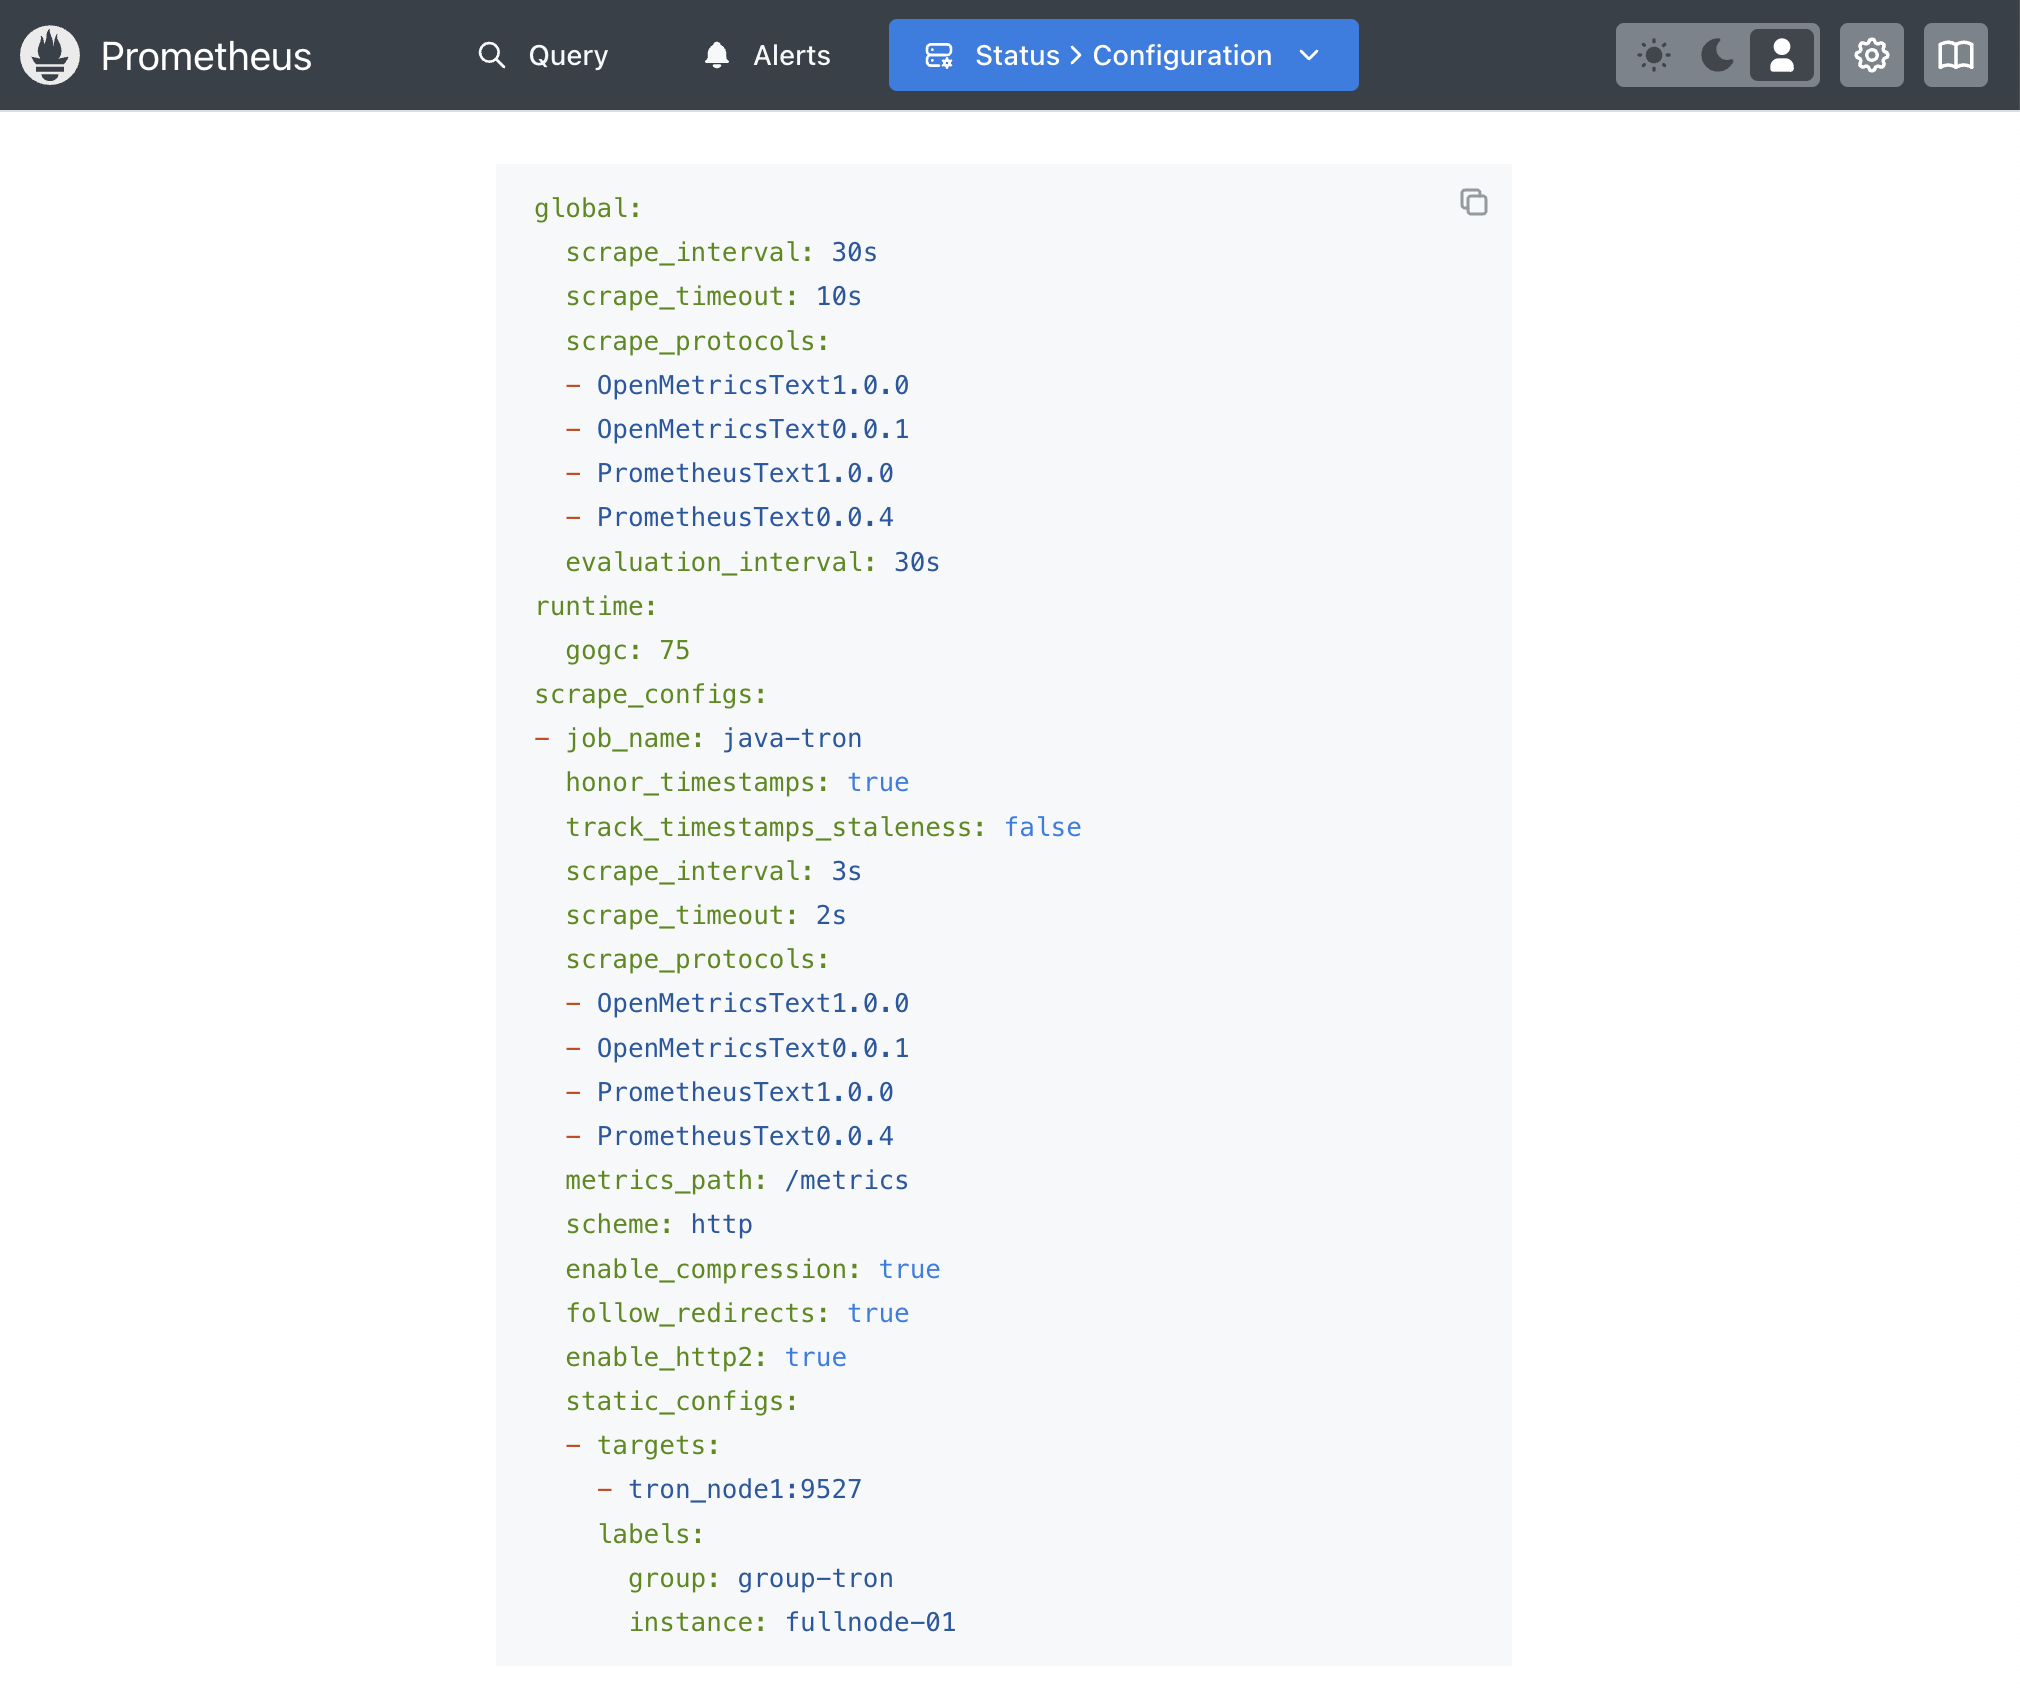 Prometheus
Query
Alerts
Status > Configuration
global:
  scrape_interval: 30s
  scrape_timeout: 10s
  scrape_protocols:
  - OpenMetricsText1.0.0
  - OpenMetricsText0.0.1
  - PrometheusText1.0.0
  - PrometheusText0.0.4
  evaluation_interval: 30s
runtime:
  gogc: 75
scrape_configs:
- job_name: java-tron
  honor_timestamps: true
  track_timestamps_staleness: false
  scrape_interval: 3s
  scrape_timeout: 2s
  scrape_protocols:
  - OpenMetricsText1.0.0
  - OpenMetricsText0.0.1
  - PrometheusText1.0.0
  - PrometheusText0.0.4
  metrics_path: /metrics
  scheme: http
  enable_compression: true
  follow_redirects: true
  enable_http2: true
  static_configs:
  - targets:
    - tron_node1:9527
    labels:
      group: group-tron
      instance: fullnode-01